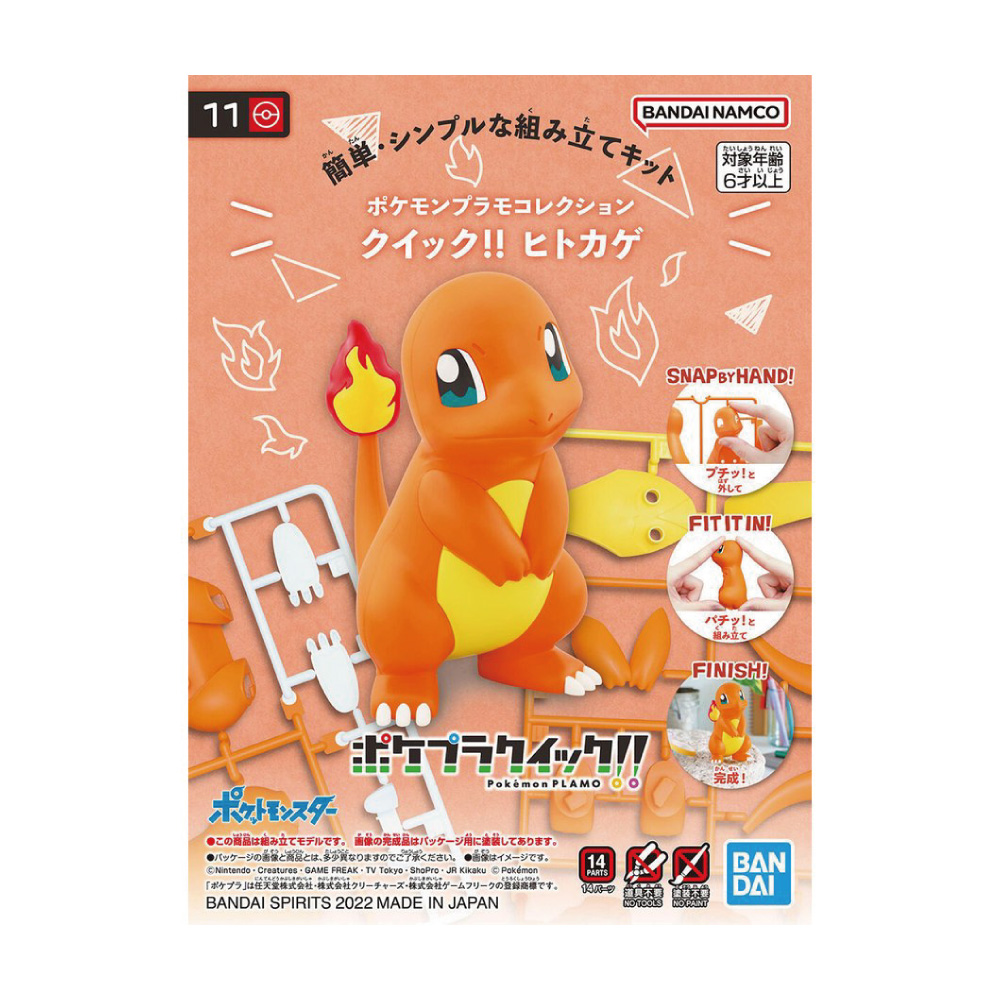 11
簡単・シンプルな組み立てキット
BANDAI NAMCO
対象年齢
6才以上
ポケモンプラモコレクション
クイック!! ヒトカゲ
SNAP BY HAND!
プチッ!と
外して
FIT IT IN!
パチッ!と
組み立て
FINISH!
完成!
ポケプラクイック!!
Pokémon PLAMO
ポケットモンスター
●この商品は組み立てモデルです。 画像の完成品はパッケージ用に塗装してあります。
●パッケージの画像と商品とは、多少異なりますのでご了承ください。 ●画像はイメージです。
©Nintendo・Creatures・GAME FREAK・TV Tokyo・ShoPro・JR Kikaku © Pokémon
「ポケプラ」は任天堂株式会社・株式会社クリーチャーズ・株式会社ゲームフリークの登録商標です。
BANDAI SPIRITS 2022 MADE IN JAPAN
14
PARTS
14パーツ
道具不要
NO TOOLS
塗装不要
NO PAINT
BAN
DAI